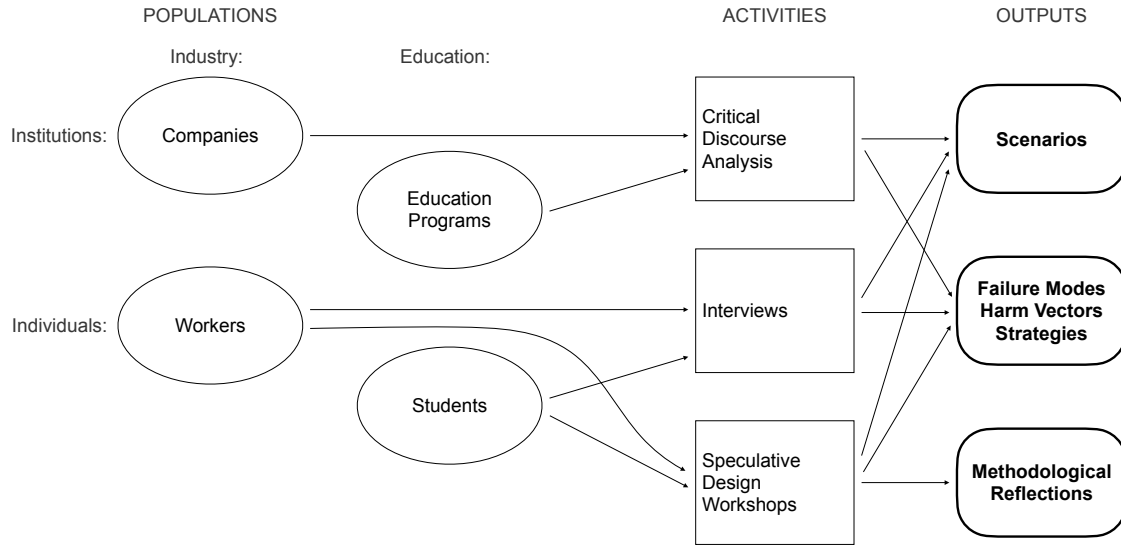 POPULATIONS
ACTIVITIES
OUTPUTS
Industry:
Education:
Institutions:
Companies
Education
Programs
Critical
Discourse
Analysis
Scenarios
Individuals:
Workers
Students
Interviews
Failure Modes
Harm Vectors
Strategies
Speculative
Design
Workshops
Methodological
Reflections